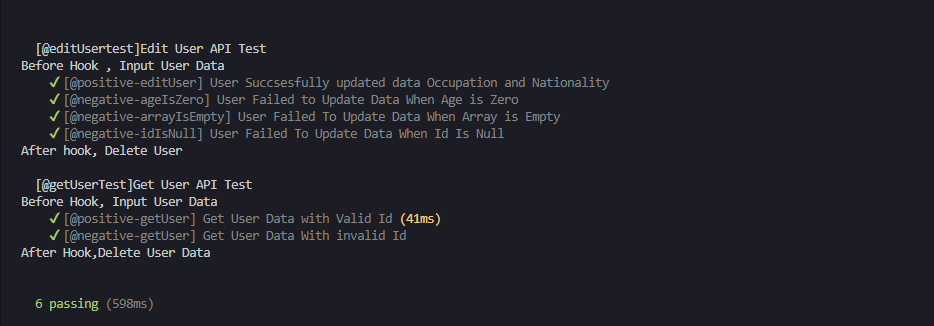 [@editUsertest]Edit User API Test
Before Hook , Input User Data
✓ [@positive-editUser] User Succsesfully updated data Occupation and Nationality
✓ [@negative-ageIsZero] User Failed to Update Data When Age is Zero
✓ [@negative-arrayIsEmpty] User Failed To Update Data When Array is Empty
✓ [@negative-idIsNull] User Failed To Update Data When Id Is Null
After hook, Delete User
[@getUserTest]Get User API Test
Before Hook, Input User Data
✓ [@positive-getUser] Get User Data with Valid Id (41ms)
✓ [@negative-getUser] Get User Data With invalid Id
After Hook,Delete User Data
6 passing (598ms)